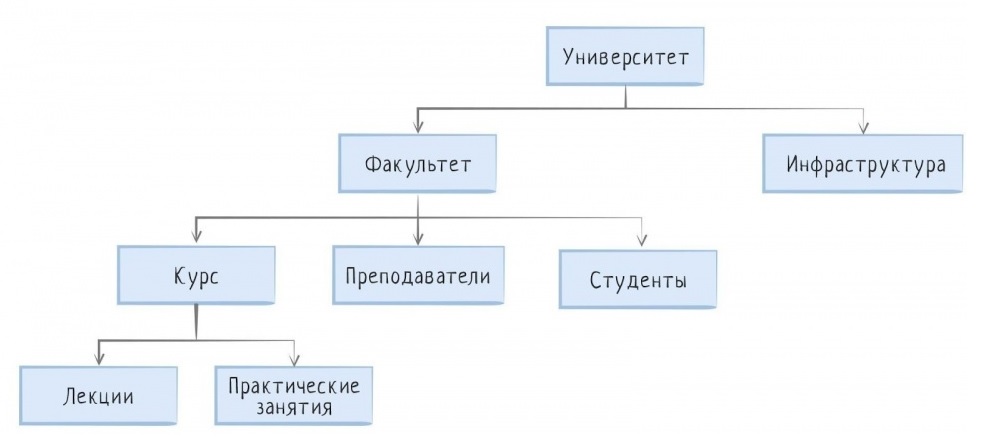 Университет
Факультет
Инфраструктура
Курс
Преподаватели
Студенты
Лекции
Практические
занятия